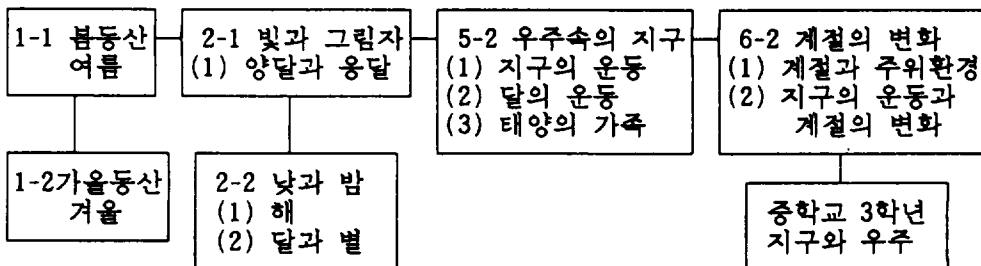 1-1 봄동산
여름
2-1 빛과 그림자
(1) 양달과 응달
5-2 우주속의 지구
(1) 지구의 운동
(2) 달의 운동
(3) 태양의 가족
6-2 계절의 변화
(1) 계절과 주위환경
(2) 지구의 운동과
계절의 변화
1-2가을동산
겨울
2-2 낮과 밤
(1) 해
(2) 달과 별
중학교 3학년
지구와 우주